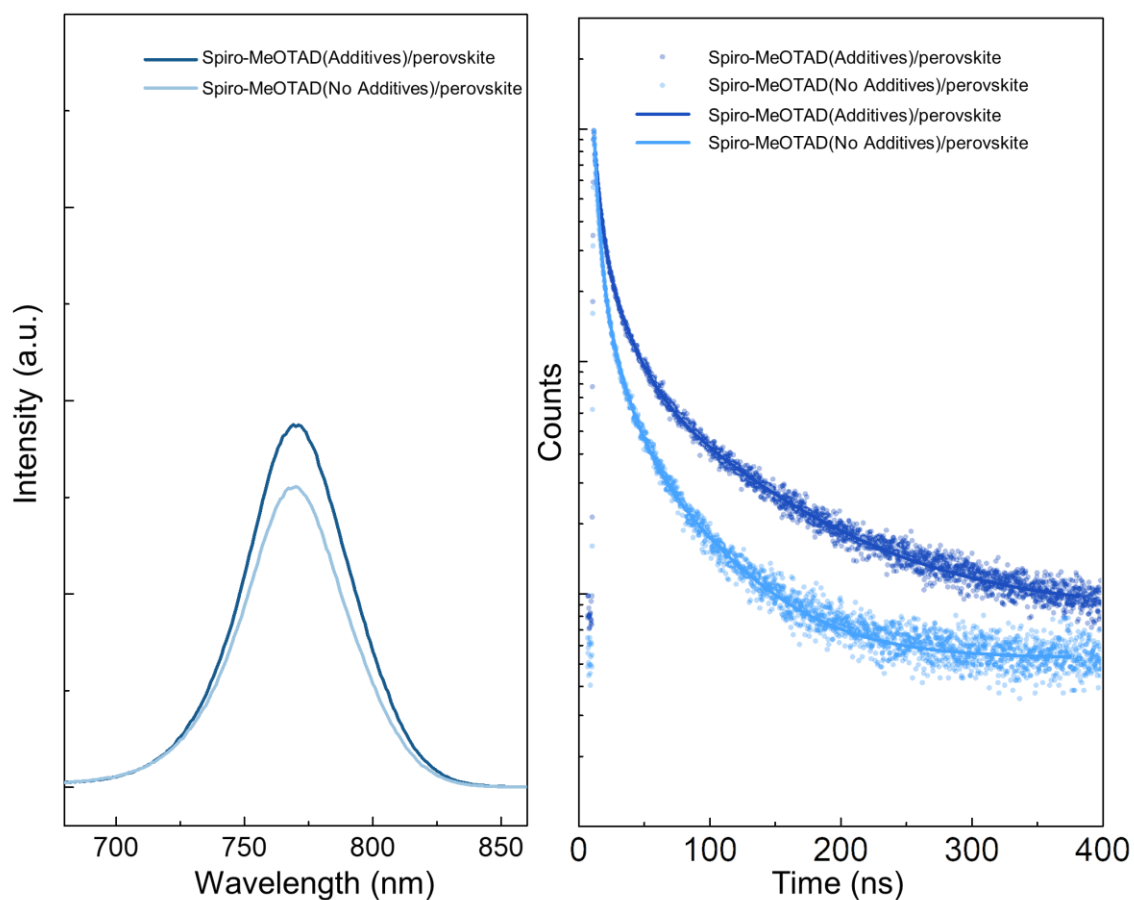 Spiro-MeOTAD(Additives)/perovskite
Spiro-MeOTAD(No Additives)/perovskite
Intensity (a.u.)
700 750 800 850
Wavelength (nm)
Spiro-MeOTAD(Additives)/perovskite
Spiro-MeOTAD(No Additives)/perovskite
Spiro-MeOTAD(Additives)/perovskite
Spiro-MeOTAD(No Additives)/perovskite
Counts
0 100 200 300 400
Time (ns)